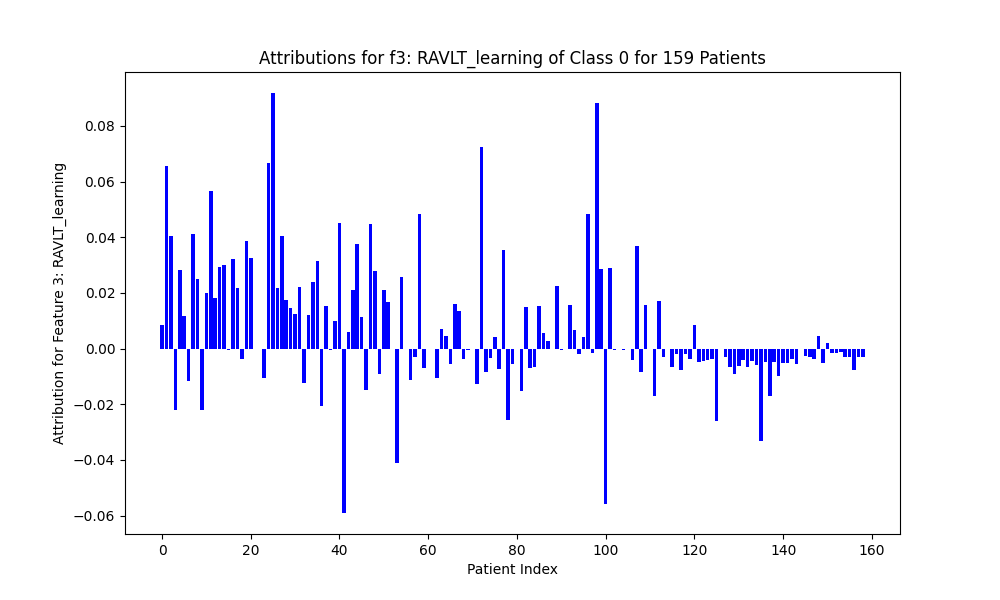 Attributions for f3: RAVLT_learning of Class 0 for 159 Patients
Attribution for Feature 3: RAVLT_learning
0.08
0.06
0.04
0.02
0.00
−0.02
−0.04
−0.06
0 20 40 60 80 100 120 140 160
Patient Index